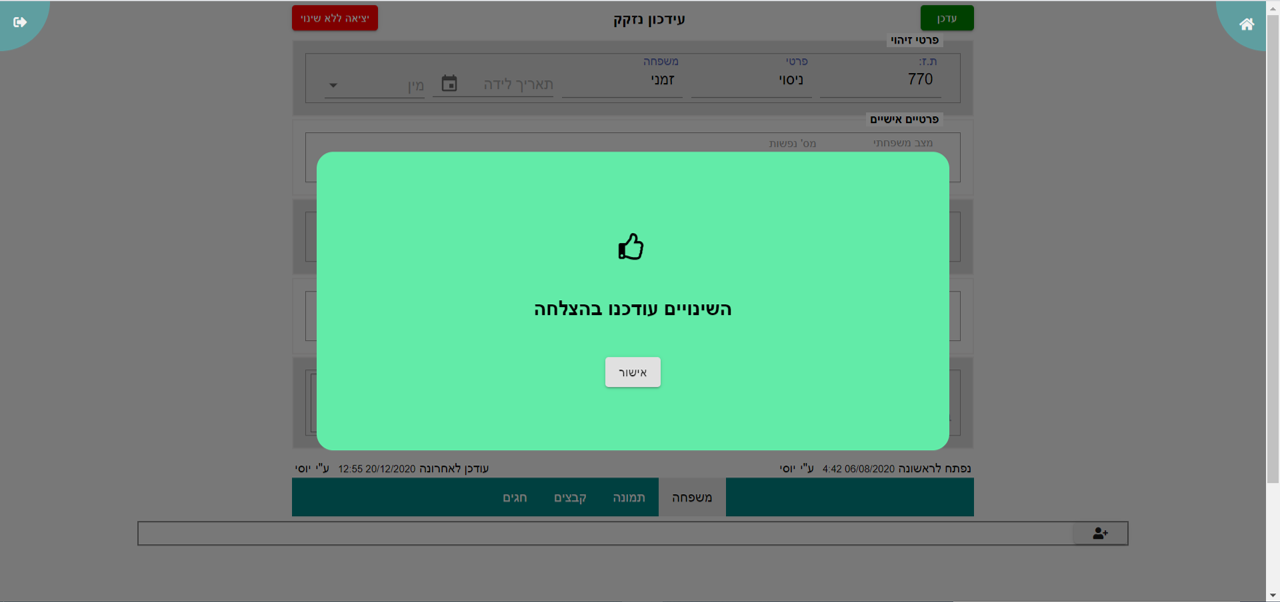 עדכן
עידכון נזקק
יציאה ללא שינוי
פרטי זיהוי
ת.ז: פרטי משפחה
770 ניסוי זמני תאריך לידה מין
פרטיים אישיים
מצב משפחתי מס' נפשות
השינויים עודכנו בהצלחה
אישור
נפתח לראשונה 06/08/2020 4:42 ע"י יוסי עודכן לאחרונה 20/12/2020 12:55 ע"י יוסי
משפחה תמונה קבצים חגים